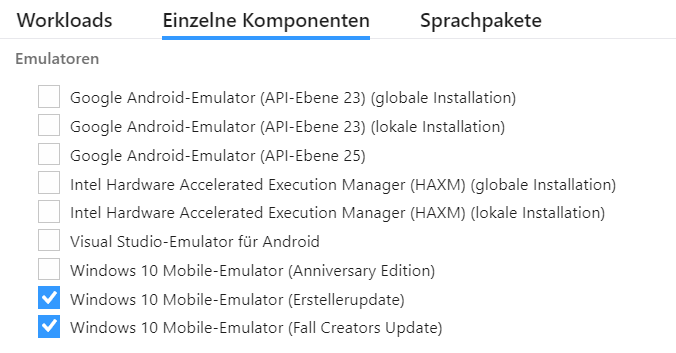 Workloads Einzelne Komponenten Sprachpakete
Emulatoren
Google Android-Emulator (API-Ebene 23) (globale Installation)
Google Android-Emulator (API-Ebene 23) (lokale Installation)
Google Android-Emulator (API-Ebene 25)
Intel Hardware Accelerated Execution Manager (HAXM) (globale Installation)
Intel Hardware Accelerated Execution Manager (HAXM) (lokale Installation)
Visual Studio-Emulator für Android
Windows 10 Mobile-Emulator (Anniversary Edition)
Windows 10 Mobile-Emulator (Erstellerupdate)
Windows 10 Mobile-Emulator (Fall Creators Update)